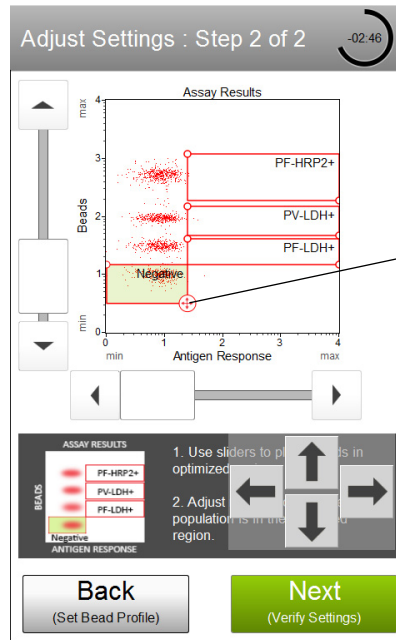 Adjust Settings : Step 2 of 2
-02:46
Assay Results
max
4
3
2
1
0
min
Beads
PF-HRP2+
PV-LDH+
PF-LDH+
Negative
0 1 2 3 4
min Antigen Response max
ASSAY RESULTS
BEADS
PF-HRP2+
PV-LDH+
PF-LDH+
Negative
ANTIGEN RESPONSE
1. Use sliders to in
optimized
2. Adjust
population is in the
region.
Back
(Set Bead Profile)
Next
(Verify Settings)